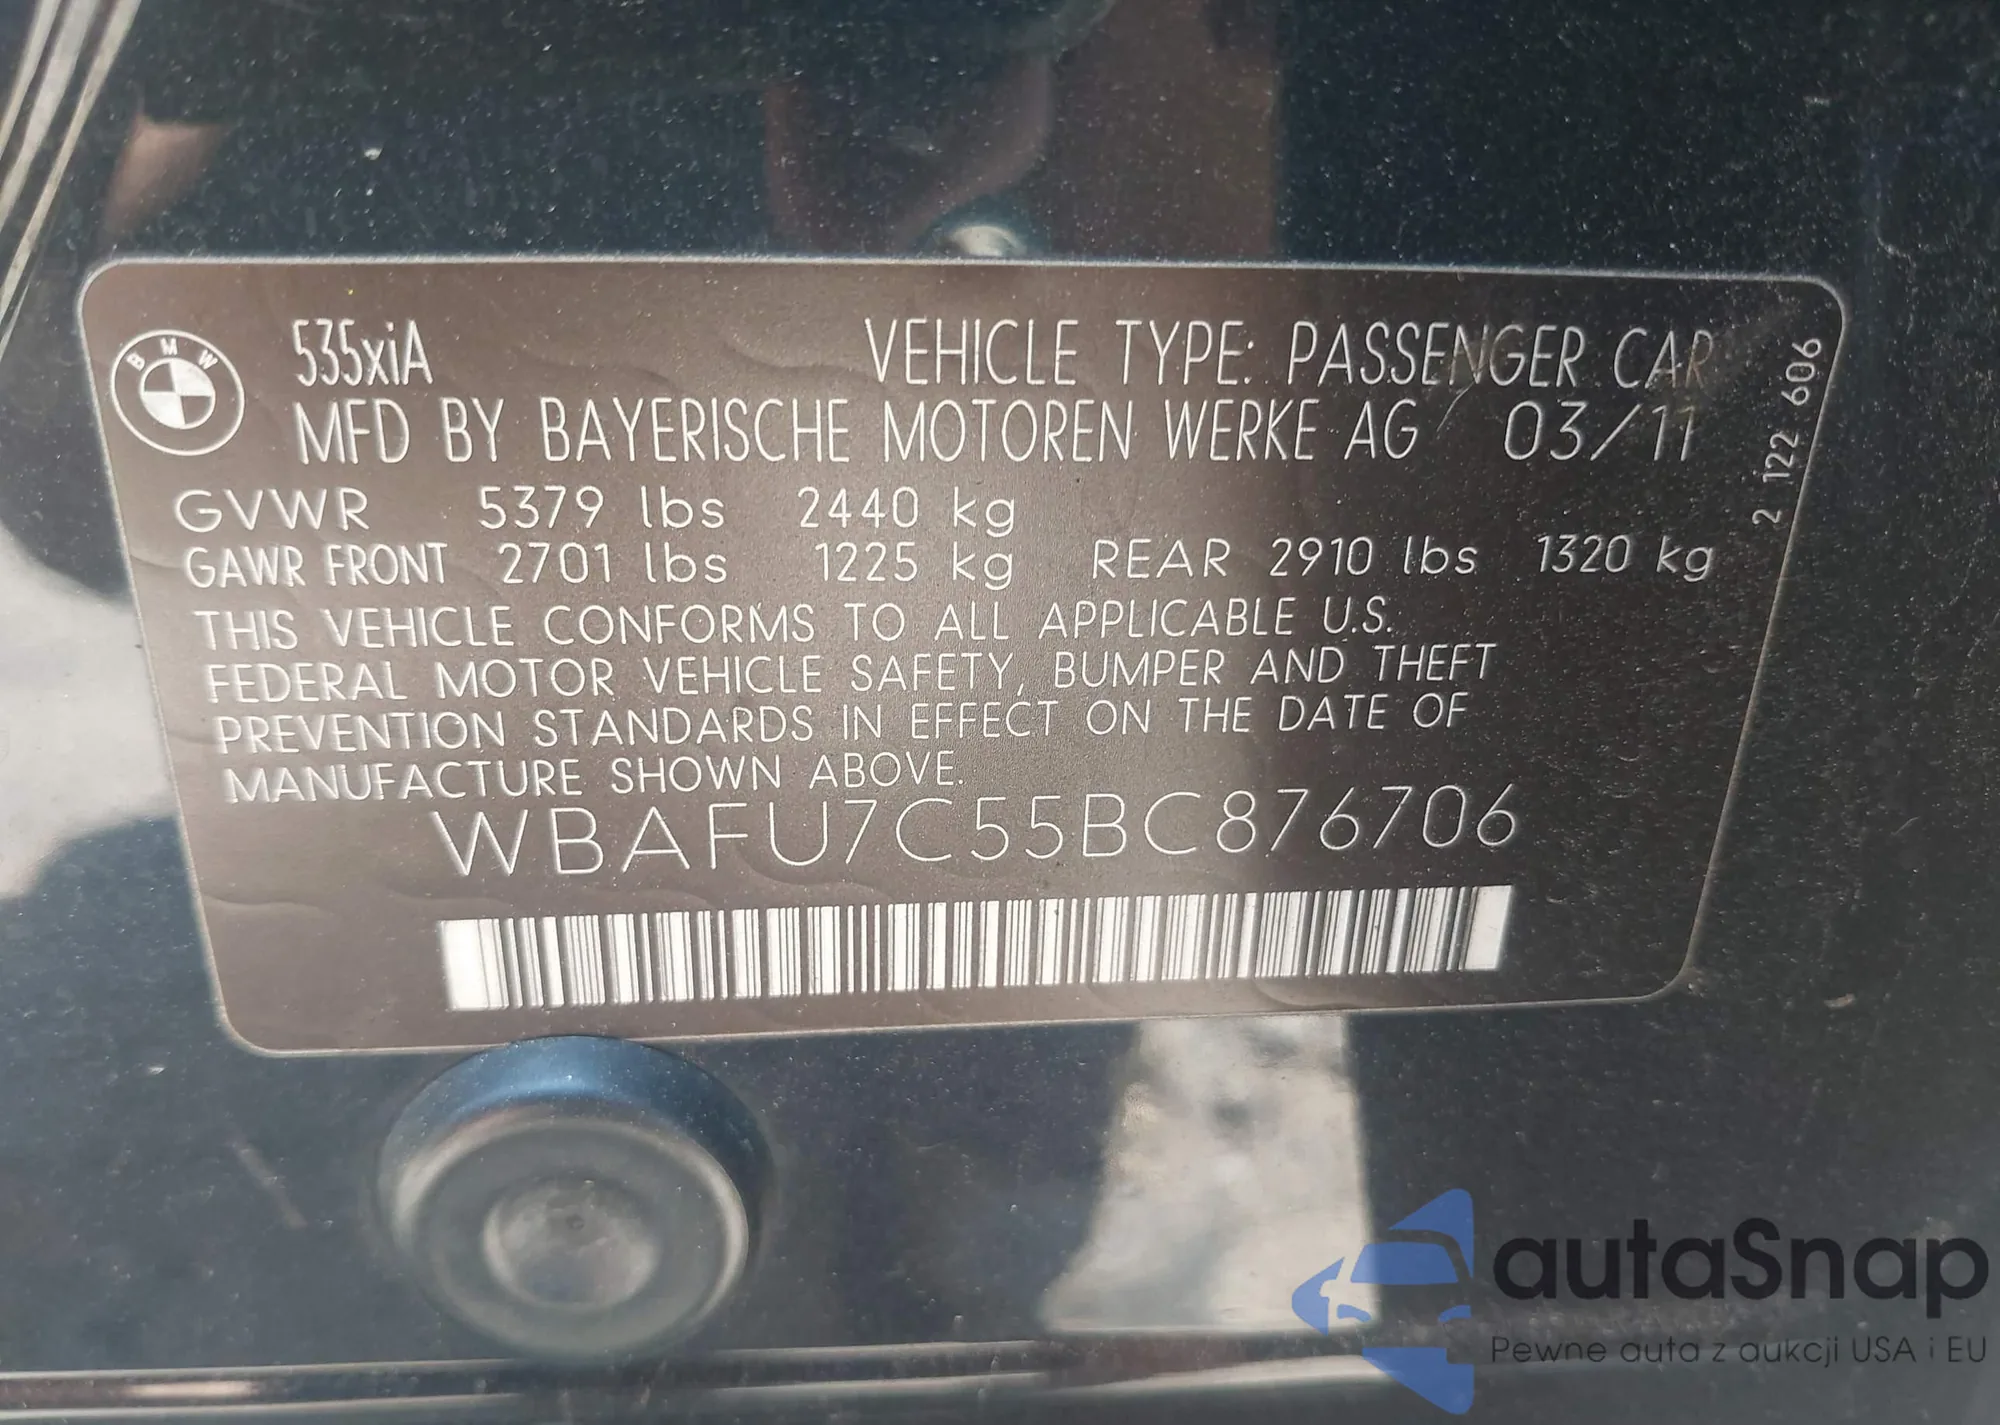 BMW
535xiA VEHICLE TYPE: PASSENGER CAR
MFD BY BAYERISCHE MOTOREN WERKE AG 03/11
GVWR 5379 lbs 2440 kg
GAWR FRONT 2701 lbs 1225 kg REAR 2910 lbs 1320 kg
THIS VEHICLE CONFORMS TO ALL APPLICABLE U.S.
FEDERAL MOTOR VEHICLE SAFETY, BUMPER AND THEFT
PREVENTION STANDARDS IN EFFECT ON THE DATE OF
MANUFACTURE SHOWN ABOVE.
WBAFU7C55BC876706
2 122 606
autaSnap
Pewne auta z aukcji USA i EU